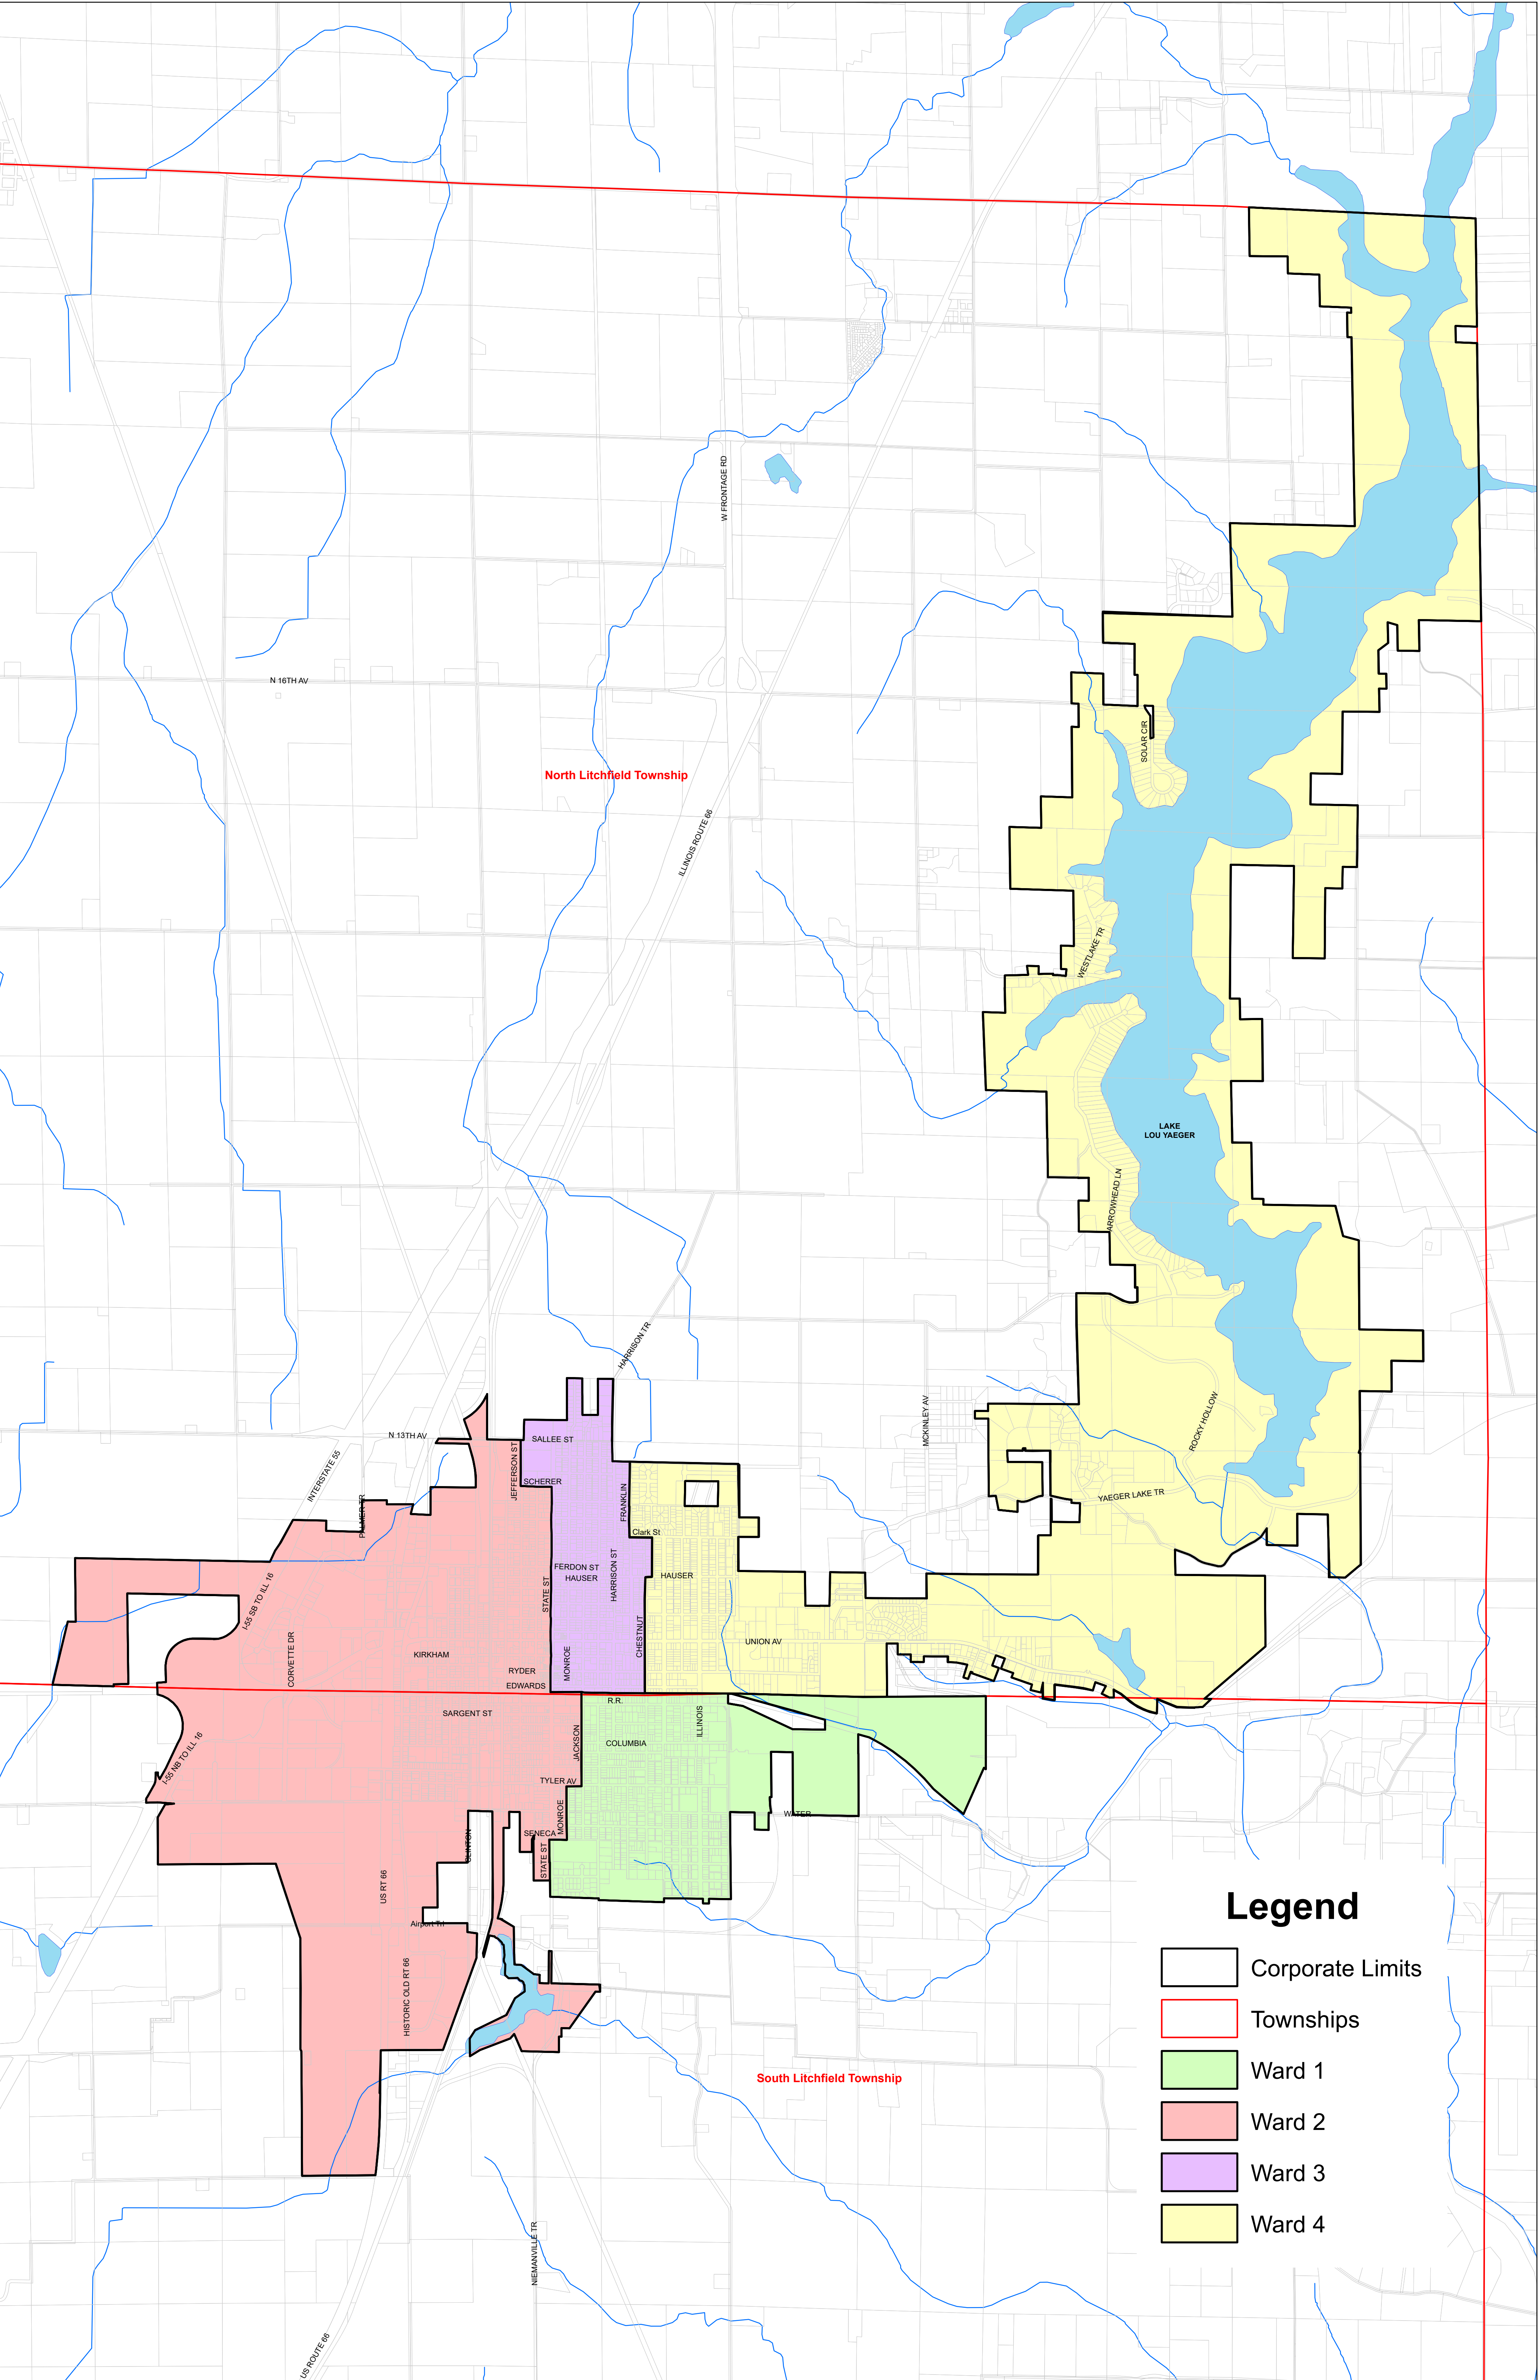 W FRONTAGE RD
N 16TH AV
SOLAR CIR
North Litchfield Township
ILLINOIS ROUTE 66
WESTLAKE TR
LAKE
LOU YAEGER
ARROWHEAD LN
HARRISON TR
MCKINLEY AV
ROCKY HOLLOW
N 13TH AV
SALLEE ST
JEFFERSON ST
SCHERER
INTERSTATE 55
PALMER TR
FRANKLIN
YAEGER LAKE TR
Clark St
FERDON ST
HAUSER
HARRISON ST
HAUSER
STATE ST
I-55 SB TO ILL 16
CORVETTE DR
KIRKHAM
MONROE
CHESTNUT
UNION AV
RYDER
EDWARDS
R.R.
SARGENT ST
ILLINOIS
JACKSON
COLUMBIA
I-55 NB TO ILL 16
TYLER AV
MONROE
WATER
SENECA
CLINTON
STATE ST
US RT 66
Airport Trl
HISTORIC OLD RT 66
South Litchfield Township
NIEMANVILLE TR
US ROUTE 66
Legend
Corporate Limits
Townships
Ward 1
Ward 2
Ward 3
Ward 4